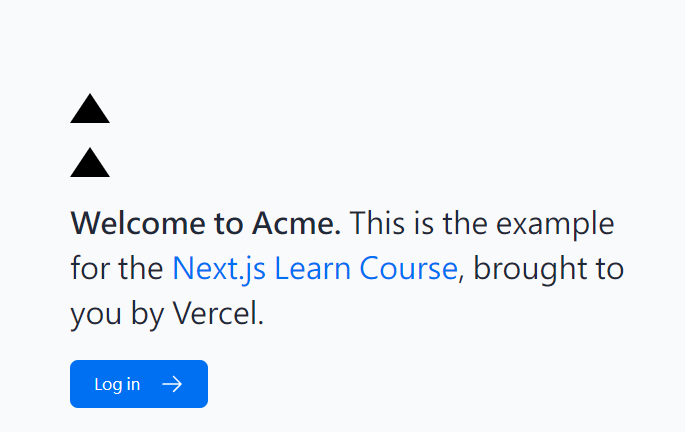 Welcome to Acme. This is the example
for the Next.js Learn Course, brought to
you by Vercel.
Log in